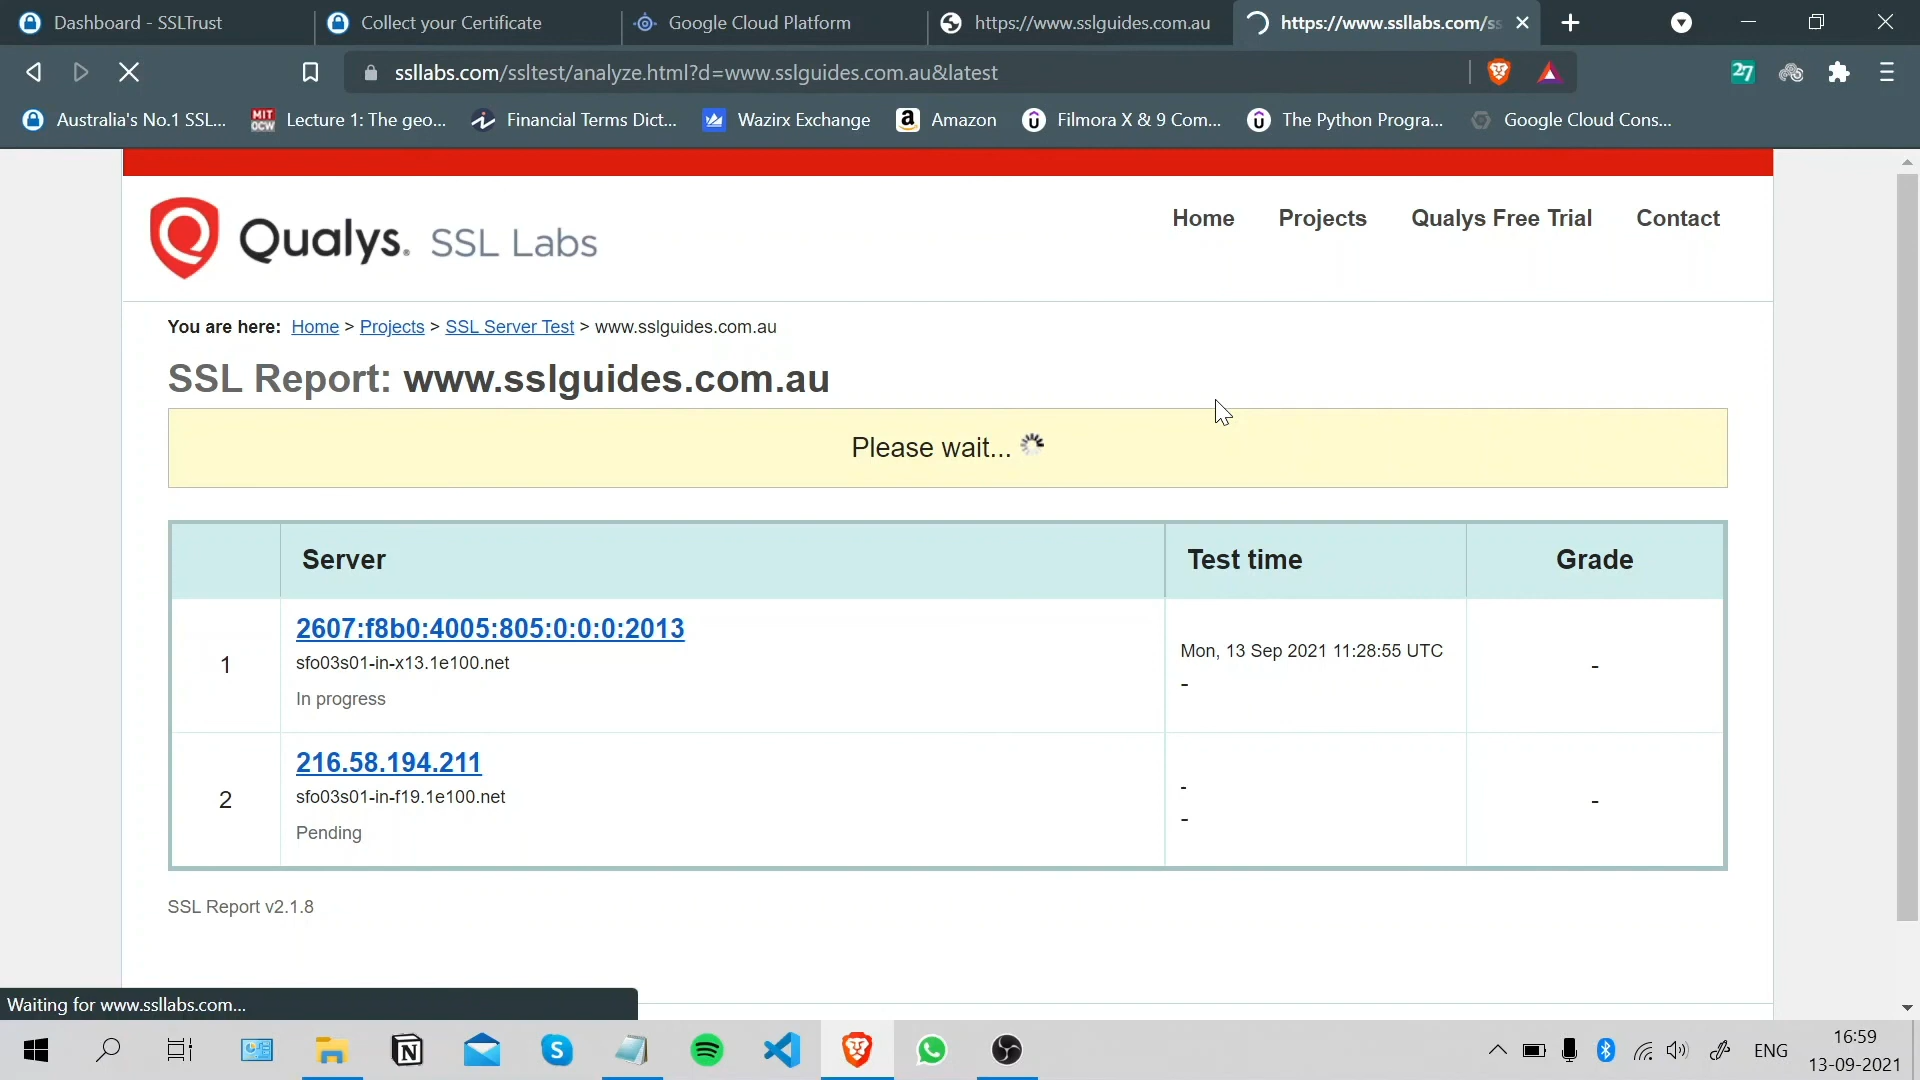 Dashboard - SSLTrust
Collect your Certificate
Google Cloud Platform
https://www.sslguides.com.au
https://www.ssllabs.com/ss
ssllabs.com/ssltest/analyze.html?d=www.sslguides.com.au&latest
27
Australia's No.1 SSL...
MIT OCW
Lecture 1: The geo...
Financial Terms Dict...
Wazirx Exchange
Amazon
Filmora X & 9 Com...
The Python Progra...
Google Cloud Cons...
Qualys. SSL Labs
Home
Projects
Qualys Free Trial
Contact
You are here: Home > Projects > SSL Server Test > www.sslguides.com.au
SSL Report: www.sslguides.com.au
Please wait...
Server
Test time
Grade
1
2607:f8b0:4005:805:0:0:0:2013
sfo03s01-in-x13.1e100.net
In progress
Mon, 13 Sep 2021 11:28:55 UTC
-
-
2
216.58.194.211
sfo03s01-in-f19.1e100.net
Pending
-
-
-
SSL Report v2.1.8
Waiting for www.ssllabs.com...
ENG
16:59
13-09-2021